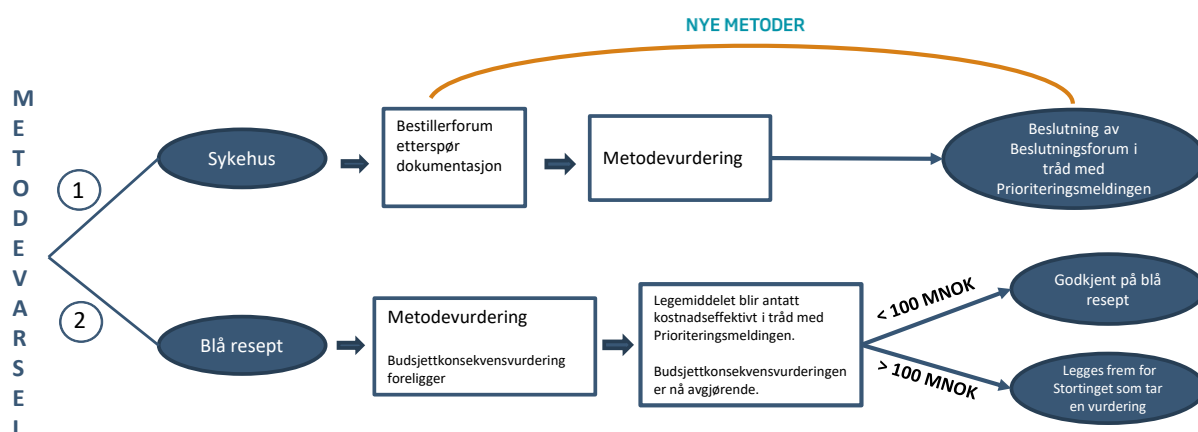 NYE METODER
METODEVARSEL
1
Sykehus
Bestillerforum
etterspør
dokumentasjon
Metodevurdering
Beslutning av
Beslutningsforum i
tråd med
Prioriteringsmeldingen
2
Blå resept
Metodevurdering
Budsjettkonsekvensvurdering
foreligger
Legemiddelet blir antatt
kostnadseffektivt i tråd med
Prioriteringsmeldingen.
Budsjettkonsekvensvurderingen
er nå avgjørende.
< 100 MNOK
Godkjent på blå
resept
> 100 MNOK
Legges frem for
Stortinget som tar
en vurdering